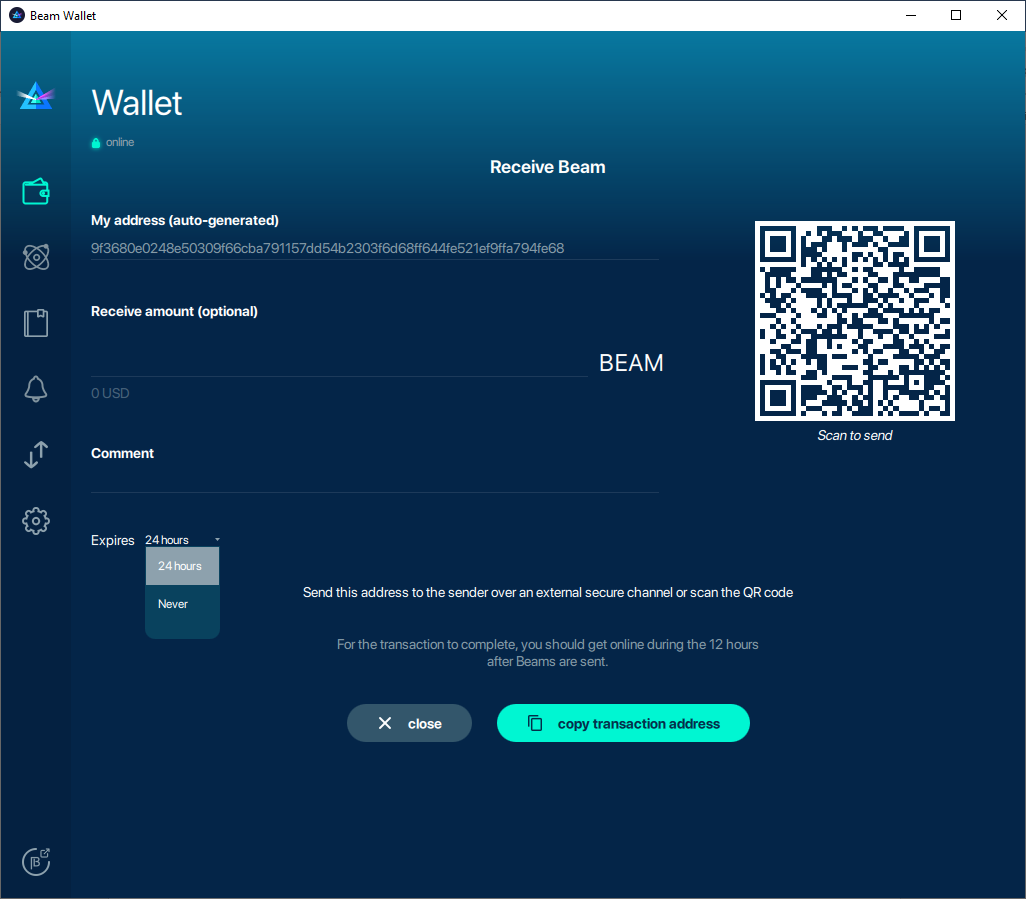 Beam Wallet
Wallet
online
Receive Beam
My address (auto-generated)
9f3680e0248e50309f66cba791157dd54b2303f6d68ff644fe521ef9ffa794fe68
Receive amount (optional)
BEAM
0 USD
Scan to send
Comment
Expires 24 hours
24 hours
Never
Send this address to the sender over an external secure channel or scan the QR code
For the transaction to complete, you should get online during the 12 hours
after Beams are sent.
close
copy transaction address